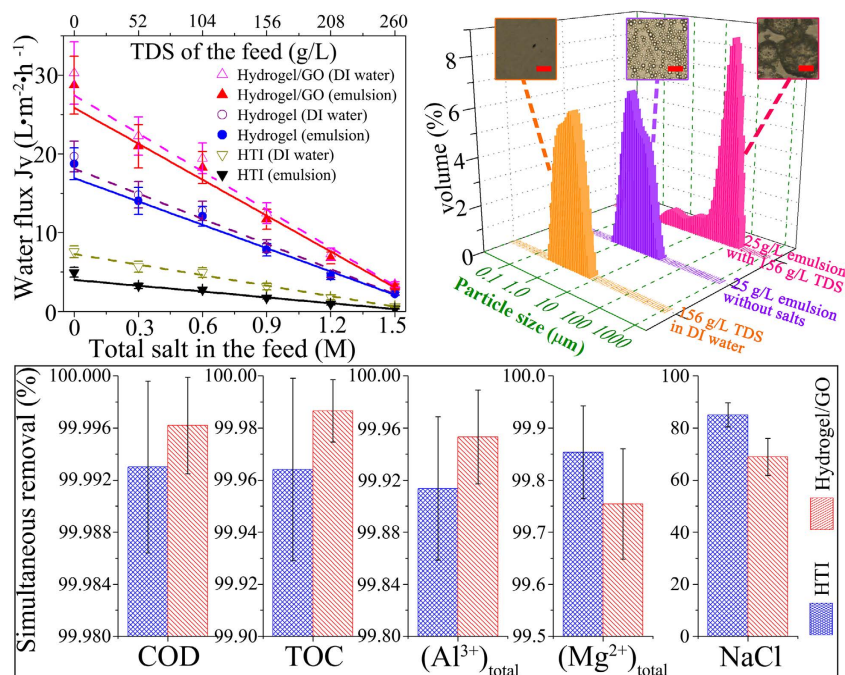 0 52 104 156 208 260
TDS of the feed (g/L)
Hydrogel/GO (DI water)
Hydrogel/GO (emulsion)
Hydrogel (DI water)
Hydrogel (emulsion)
HTI (DI water)
HTI (emulsion)
Water flux Jv (L·m-2·h-1)
30
20
10
0
0 0.3 0.6 0.9 1.2 1.5
Total salt in the feed (M)
volume (%)
8
6
4
2
0
0.1 1.0 10 100 1000
Particle size (μm)
25g/L emulsion
with 156 g/L TDS
25 g/L emulsion
without salts
156 g/L TDS
in DI water
Simultaneous removal (%)
100.000
99.996
99.992
99.988
99.984
99.980
COD
100.00
99.98
99.96
99.94
99.92
99.90
TOC
100.00
99.96
99.92
99.88
99.84
99.80
(Al3+)total
100.0
99.9
99.8
99.7
99.6
99.5
(Mg2+)total
100
80
60
40
20
0
NaCl
Hydrogel/GO
HTI